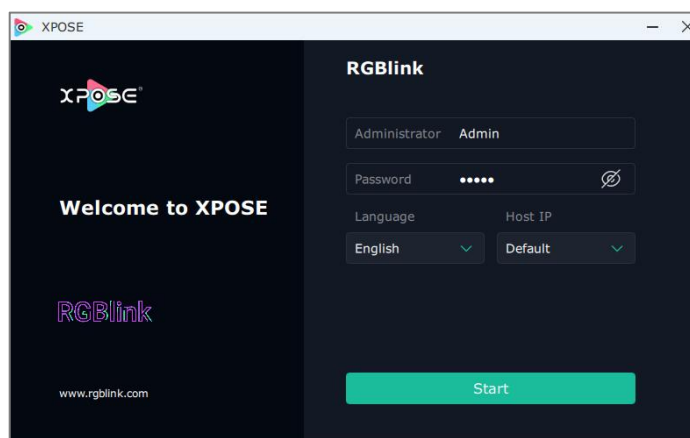 XPOSE
XPOSE
Welcome to XPOSE
RGBlink
www.rgblink.com
RGBlink
Administrator Admin
Password •••••
Language Host IP
English Default
Start